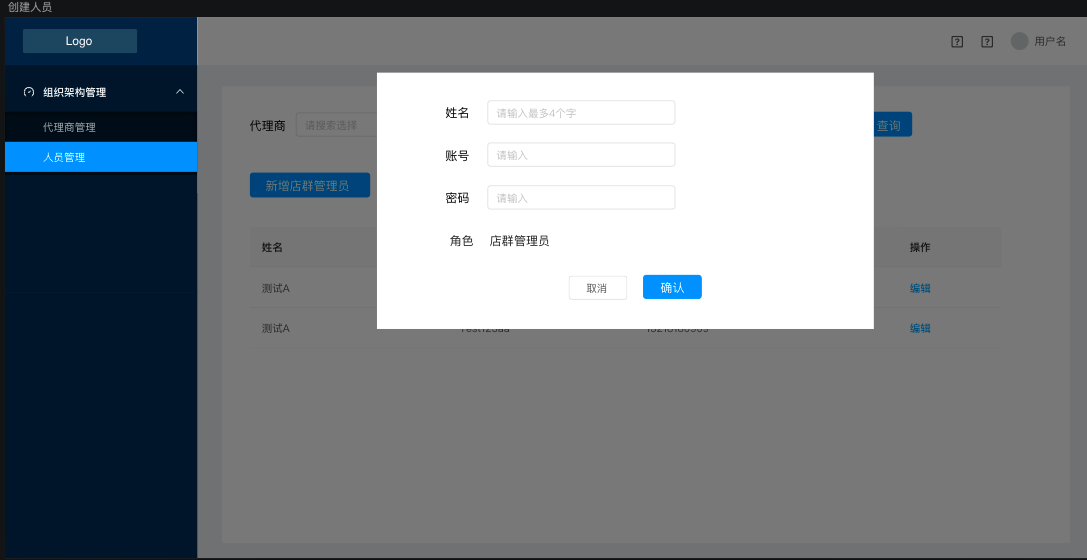 创建人员
Logo
用户名
组织架构管理
代理商管理
人员管理
代理商 请搜索选择
查询
新增店群管理员
姓名 请输入最多4个字
账号 请输入
密码 请输入
角色 店群管理员
取消 确认
姓名 操作
测试A 编辑
测试A 编辑